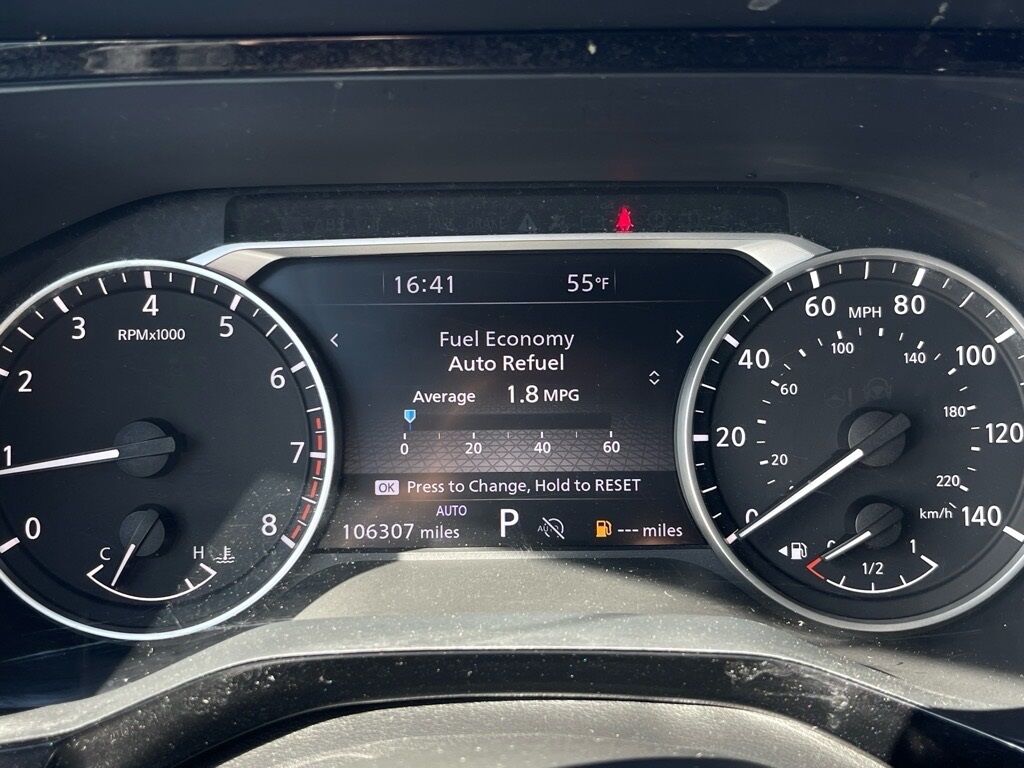 16:41
55°F
Fuel Economy
Auto Refuel
Average 1.8 MPG
0 20 40 60
OK Press to Change, Hold to RESET
AUTO
106307 miles P --- miles
RPMx1000
0
1
2
3
4
5
6
7
8
C H
MPH
0
20
40
60
80
100
120
140
20
60
100
140
180
220
km/h
0 1/2 1